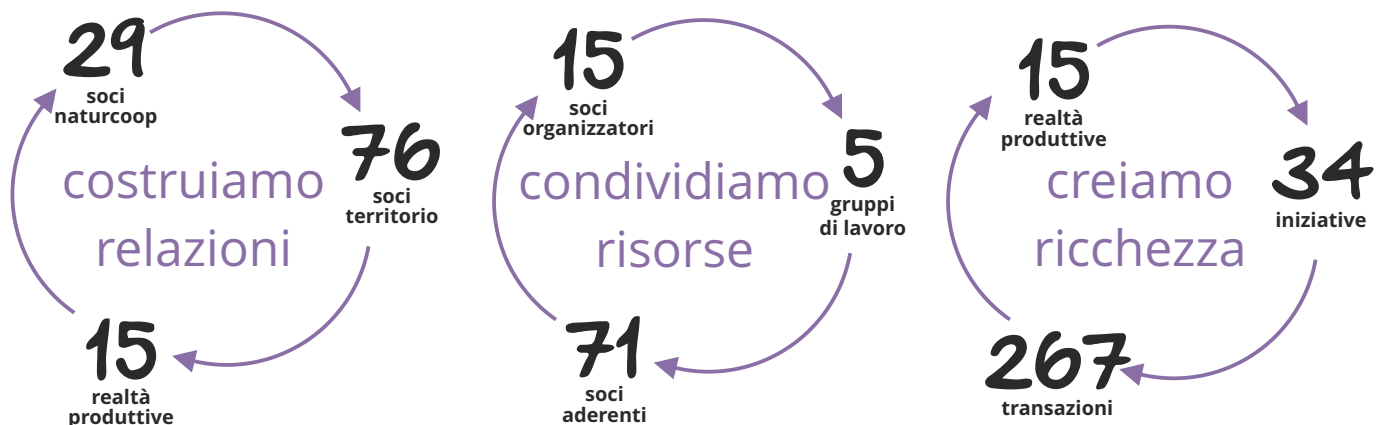 29
soci
naturcoop
76
soci
territorio
costruiamo
relazioni
15
realtà
produttive
15
soci
organizzatori
5
gruppi
di lavoro
condividiamo
risorse
71
soci
aderenti
15
realtà
produttive
34
iniziative
creiamo
ricchezza
267
transazioni